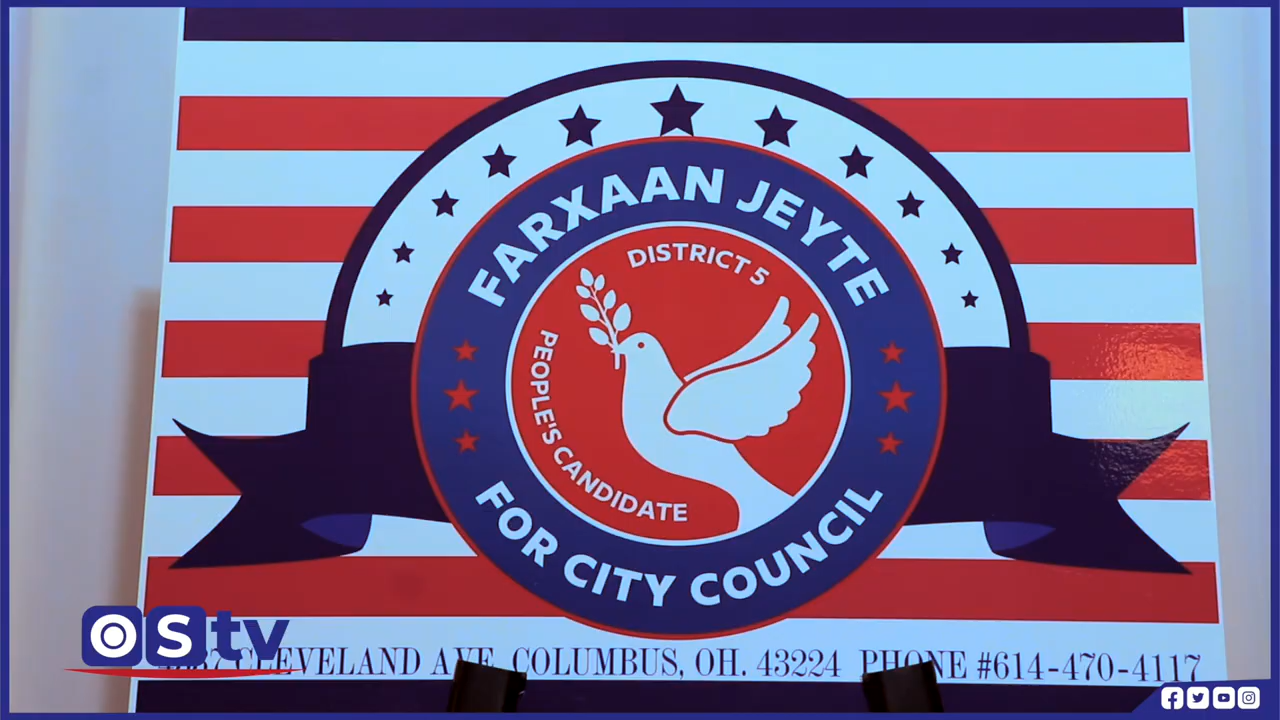 FARXAAN JEYTE
DISTRICT 5
PEOPLE'S CANDIDATE
FOR CITY COUNCIL
CLEVELAND AVE, COLUMBUS, OH. 43224 PHONE #614-470-4117
OStv